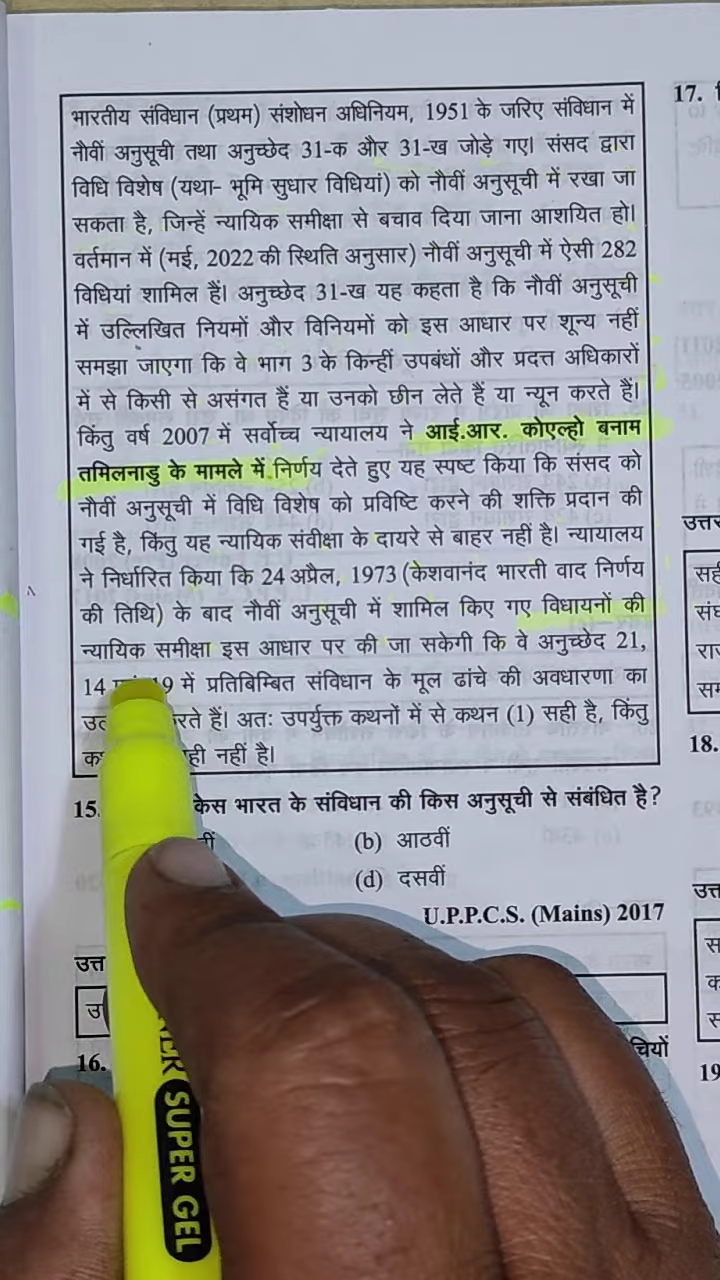 भारतीय संविधान (प्रथम) संशोधन अधिनियम, 1951 के जरिए संविधान में
नौवीं अनुसूची तथा अनुच्छेद 31-क और 31-ख जोड़े गए। संसद द्वारा
विधि विशेष (यथा- भूमि सुधार विधियां) को नौवीं अनुसूची में रखा जा
सकता है, जिन्हें न्यायिक समीक्षा से बचाव दिया जाना आशयित हो।
वर्तमान में (मई, 2022 की स्थिति अनुसार) नौवीं अनुसूची में ऐसी 282
विधियां शामिल हैं। अनुच्छेद 31-ख यह कहता है कि नौवीं अनुसूची
में उल्लिखित नियमों और विनियमों को इस आधार पर शून्य नहीं
समझा जाएगा कि वे भाग 3 के किन्हीं उपबंधों और प्रदत्त अधिकारों
में से किसी से असंगत हैं या उनको छीन लेते हैं या न्यून करते हैं।
किंतु वर्ष 2007 में सर्वोच्च न्यायालय ने आई.आर. कोएल्हो बनाम
तमिलनाडु के मामले में निर्णय देते हुए यह स्पष्ट किया कि संसद को
नौवीं अनुसूची में विधि विशेष को प्रविष्टि करने की शक्ति प्रदान की
गई है, किंतु यह न्यायिक संवीक्षा के दायरे से बाहर नहीं है। न्यायालय
ने निर्धारित किया कि 24 अप्रैल, 1973 (केशवानंद भारती वाद निर्णय
की तिथि) के बाद नौवीं अनुसूची में शामिल किए गए विधायनों की
न्यायिक समीक्षा इस आधार पर की जा सकेगी कि वे अनुच्छेद 21,
14 19 में प्रतिबिम्बित संविधान के मूल ढांचे की अवधारणा का
हैं। अतः उपर्युक्त कथनों में से कथन (1) सही है, किंतु
नहीं है।
15. केस भारत के संविधान की किस अनुसूची से संबंधित है?
(b) आठवीं
(d) दसवीं
U.P.P.C.S. (Mains) 2017
16.
17.
18.
19
SUPER GEL